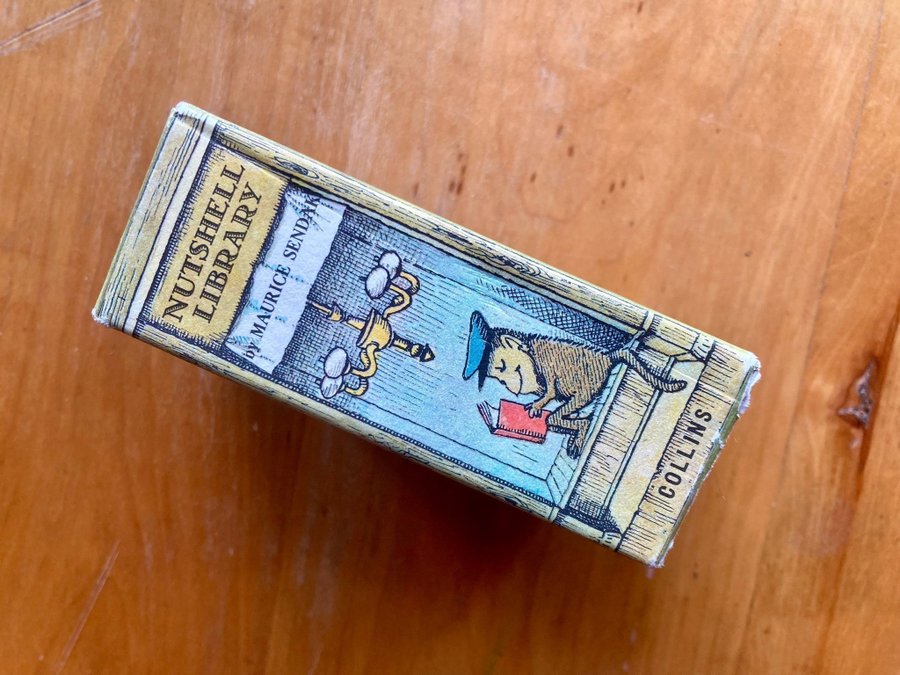 NUTSHELL
LIBRARY
by MAURICE SENDAK
COLLINS